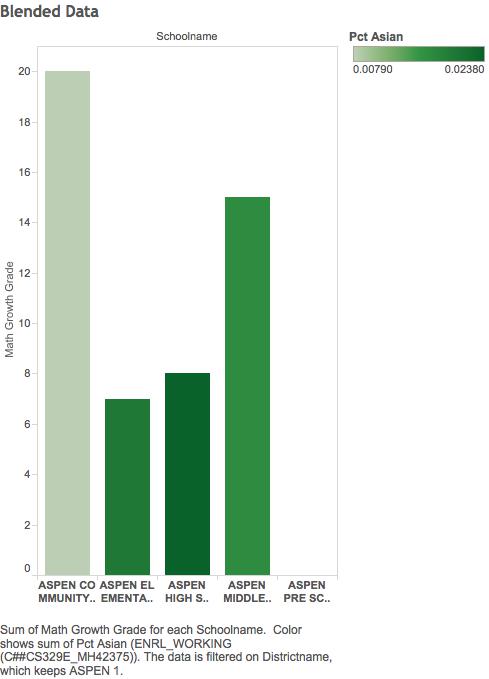 Blended Data
Schoolname
Pct Asian
0.00790 0.02380
Math Growth Grade
20
18
16
14
12
10
8
6
4
2
0
ASPEN CO ASPEN EL ASPEN ASPEN ASPEN
MMUNITY.. EMENTA.. HIGH S.. MIDDLE.. PRE SC..
Sum of Math Growth Grade for each Schoolname.  Color
shows sum of Pct Asian (ENRL_WORKING
(C##CS329E_MH42375)). The data is filtered on Districtname,
which keeps ASPEN 1.